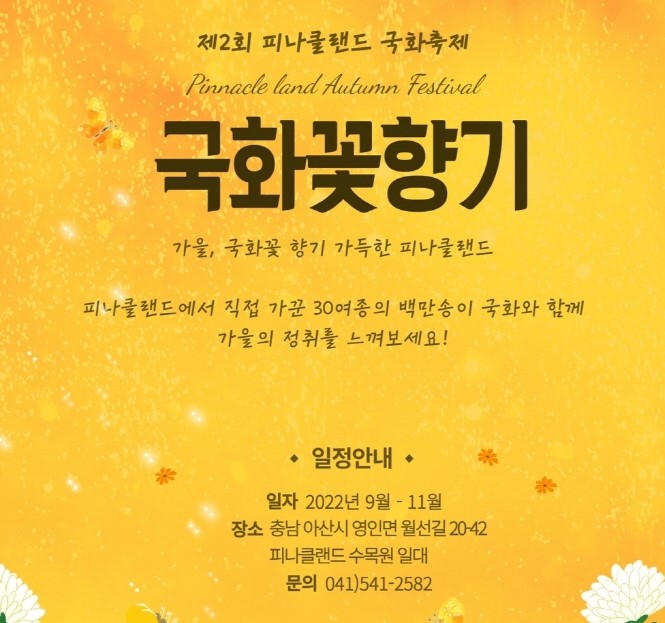 제2회 피나클랜드 국화축제
Pinnacle land Autumn Festival
국화꽃향기
가을, 국화꽃 향기 가득한 피나클랜드
피나클랜드에서 직접 가꾼 30여종의 백만송이 국화와 함께
가을의 정취를 느껴보세요!
일정안내
일자 2022년 9월 - 11월
장소 충남 아산시 영인면 월선길 20-42
피나클랜드 수목원 일대
문의 041)541-2582